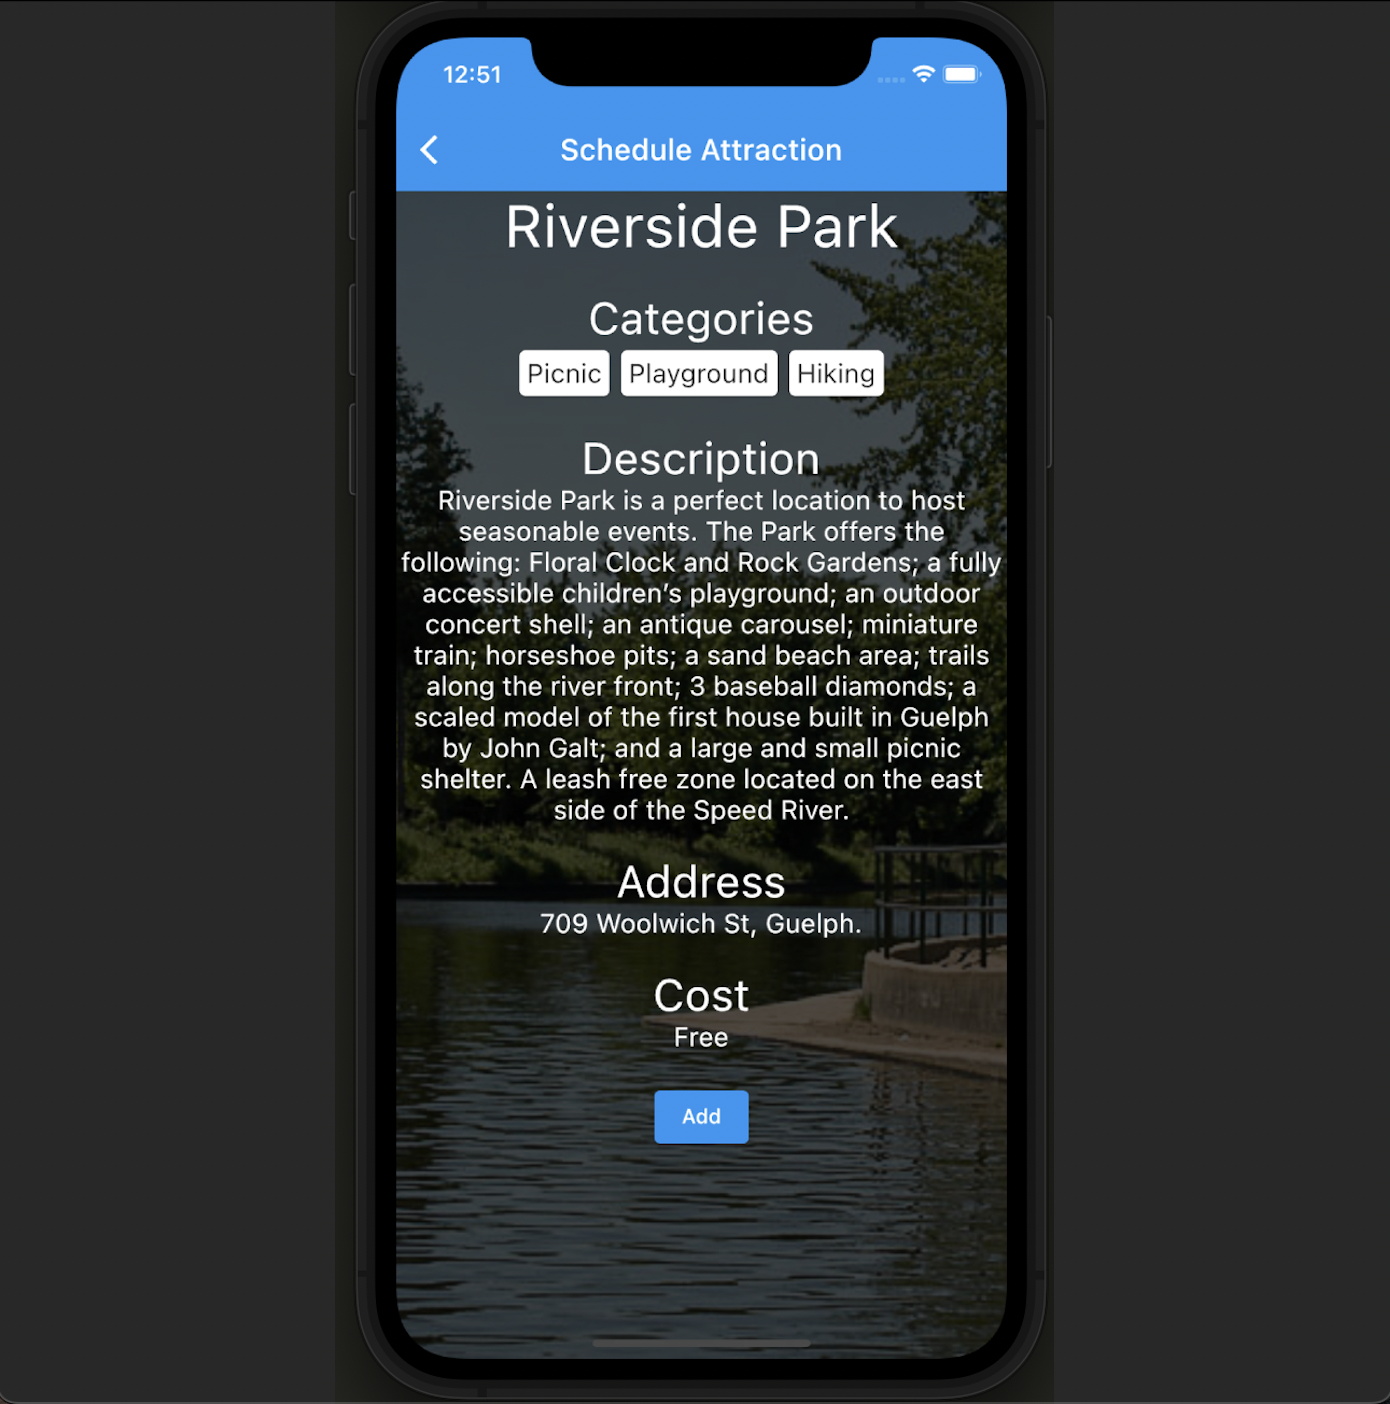 12:51
Schedule Attraction
Riverside Park
Categories
Picnic Playground Hiking
Description
Riverside Park is a perfect location to host
seasonable events. The Park offers the
following: Floral Clock and Rock Gardens; a fully
accessible children’s playground; an outdoor
concert shell; an antique carousel; miniature
train; horseshoe pits; a sand beach area; trails
along the river front; 3 baseball diamonds; a
scaled model of the first house built in Guelph
by John Galt; and a large and small picnic
shelter. A leash free zone located on the east
side of the Speed River.
Address
709 Woolwich St, Guelph.
Cost
Free
Add